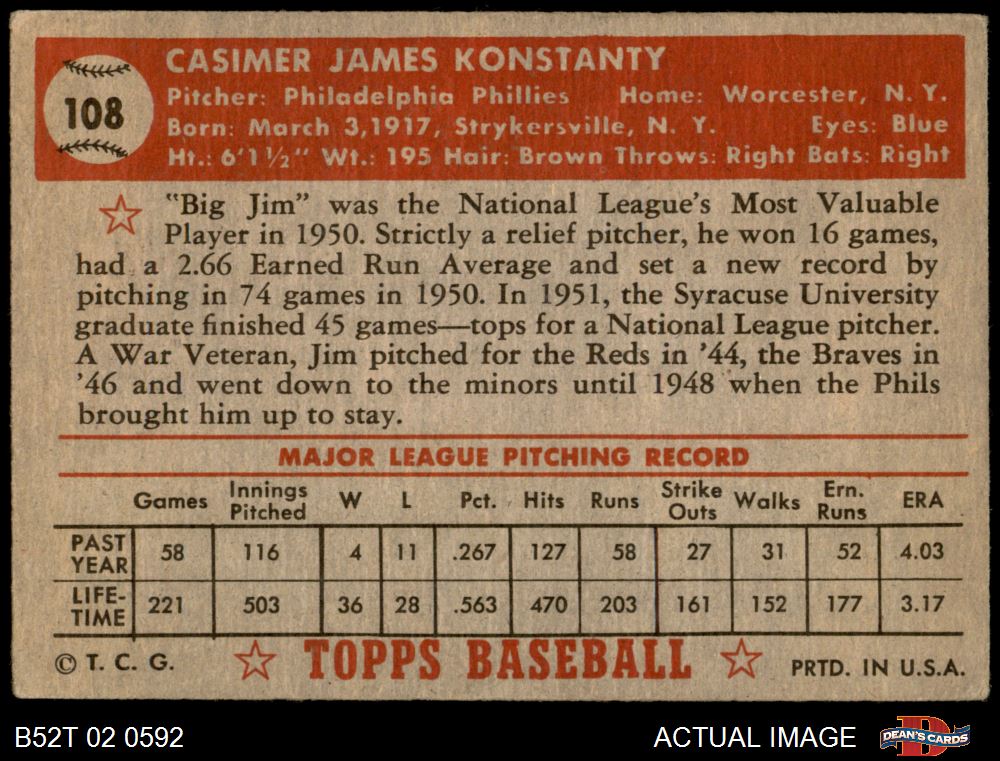 108
CASIMER JAMES KONSTANTY
Pitcher: Philadelphia Phillies Home: Worcester, N. Y.
Born: March 3,1917, Strykersville, N. Y. Eyes: Blue
Ht.: 6'1½" Wt.: 195 Hair: Brown Throws: Right Bats: Right
"Big Jim" was the National League's Most Valuable
Player in 1950. Strictly a relief pitcher, he won 16 games,
had a 2.66 Earned Run Average and set a new record by
pitching in 74 games in 1950. In 1951, the Syracuse University
graduate finished 45 games—tops for a National League pitcher.
A War Veteran, Jim pitched for the Reds in '44, the Braves in
'46 and went down to the minors until 1948 when the Phils
brought him up to stay.
MAJOR LEAGUE PITCHING RECORD
Games Innings Pitched W L Pct. Hits Runs Strike Outs Walks Ern. Runs ERA
PAST YEAR 58 116 4 11 .267 127 58 27 31 52 4.03
LIFE-TIME 221 503 36 28 .563 470 203 161 152 177 3.17
© T. C. G. TOPPS BASEBALL PRTD. IN U.S.A.
B52T 02 0592 ACTUAL IMAGE D DEAN'S CARDS